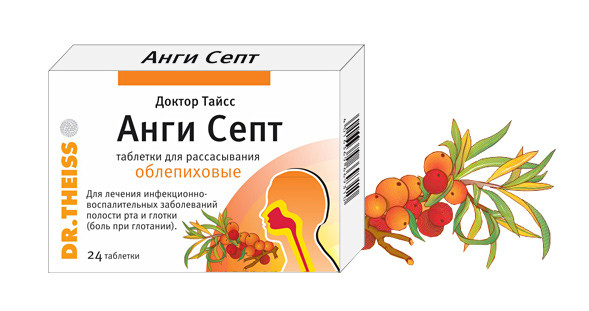 Анги Септ
Доктор Тайсс
Анги Септ
таблетки для рассасывания
облепиховые
Для лечения инфекционно-
воспалительных заболеваний
полости рта и глотки
(боль при глотании).
24 таблетки
DR.THEISS